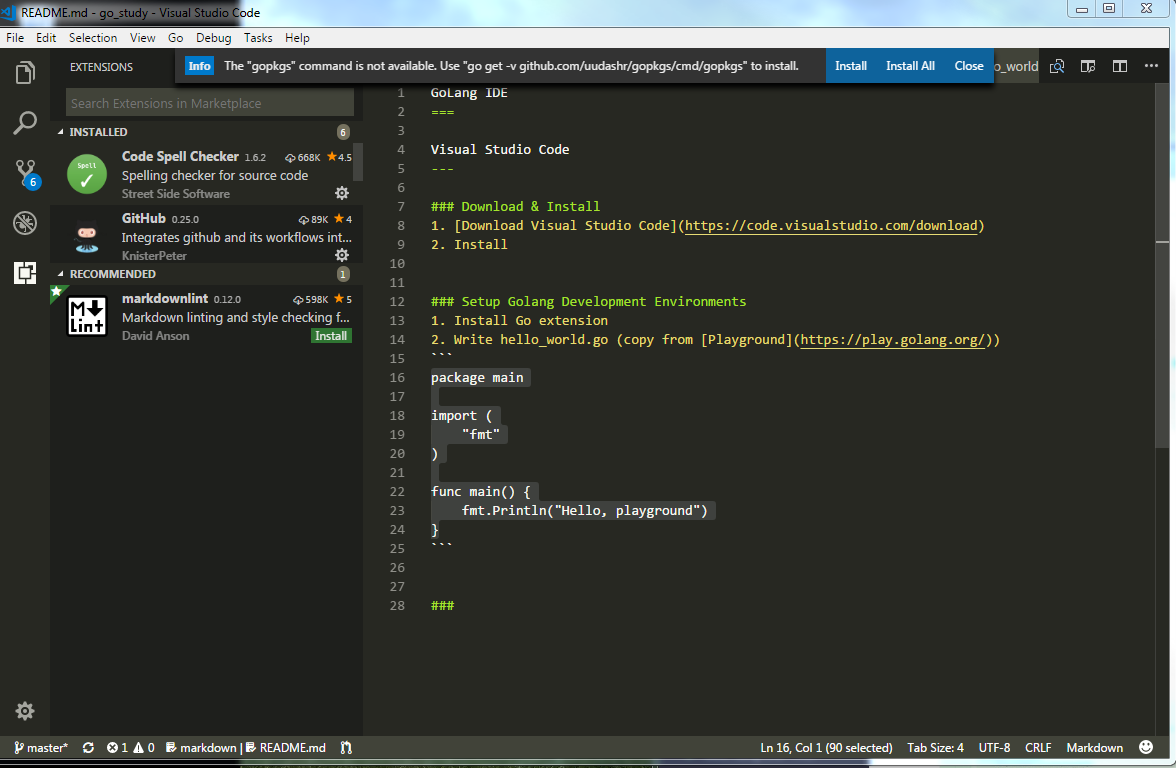 README.md - go_study - Visual Studio Code
File Edit Selection View Go Debug Tasks Help
EXTENSIONS
Info The "gopkgs" command is not available. Use "go get -v github.com/uudashr/gopkgs/cmd/gopkgs" to install. Install Install All Close
o_world
Search Extensions in Marketplace
INSTALLED 6
Code Spell Checker 1.6.2 668K 4.5
Spelling checker for source code
Street Side Software
Spell
GitHub 0.25.0 89K 4
Integrates github and its workflows int...
KnisterPeter
RECOMMENDED 1
markdownlint 0.12.0 598K 5
Markdown linting and style checking f...
David Anson Install
M Lint
6
1 GoLang IDE
2 ===
3
4 Visual Studio Code
5 ---
6
7 ### Download & Install
8 1. [Download Visual Studio Code](https://code.visualstudio.com/download)
9 2. Install
10
11
12 ### Setup Golang Development Environments
13 1. Install Go extension
14 2. Write hello_world.go (copy from [Playground](https://play.golang.org/))
15 ```
16 package main
17
18 import (
19     "fmt"
20 )
21
22 func main() {
23     fmt.Println("Hello, playground")
24 }
25 ```
26
27
28 ###
master* 1 0 markdown | README.md
Ln 16, Col 1 (90 selected) Tab Size: 4 UTF-8 CRLF Markdown